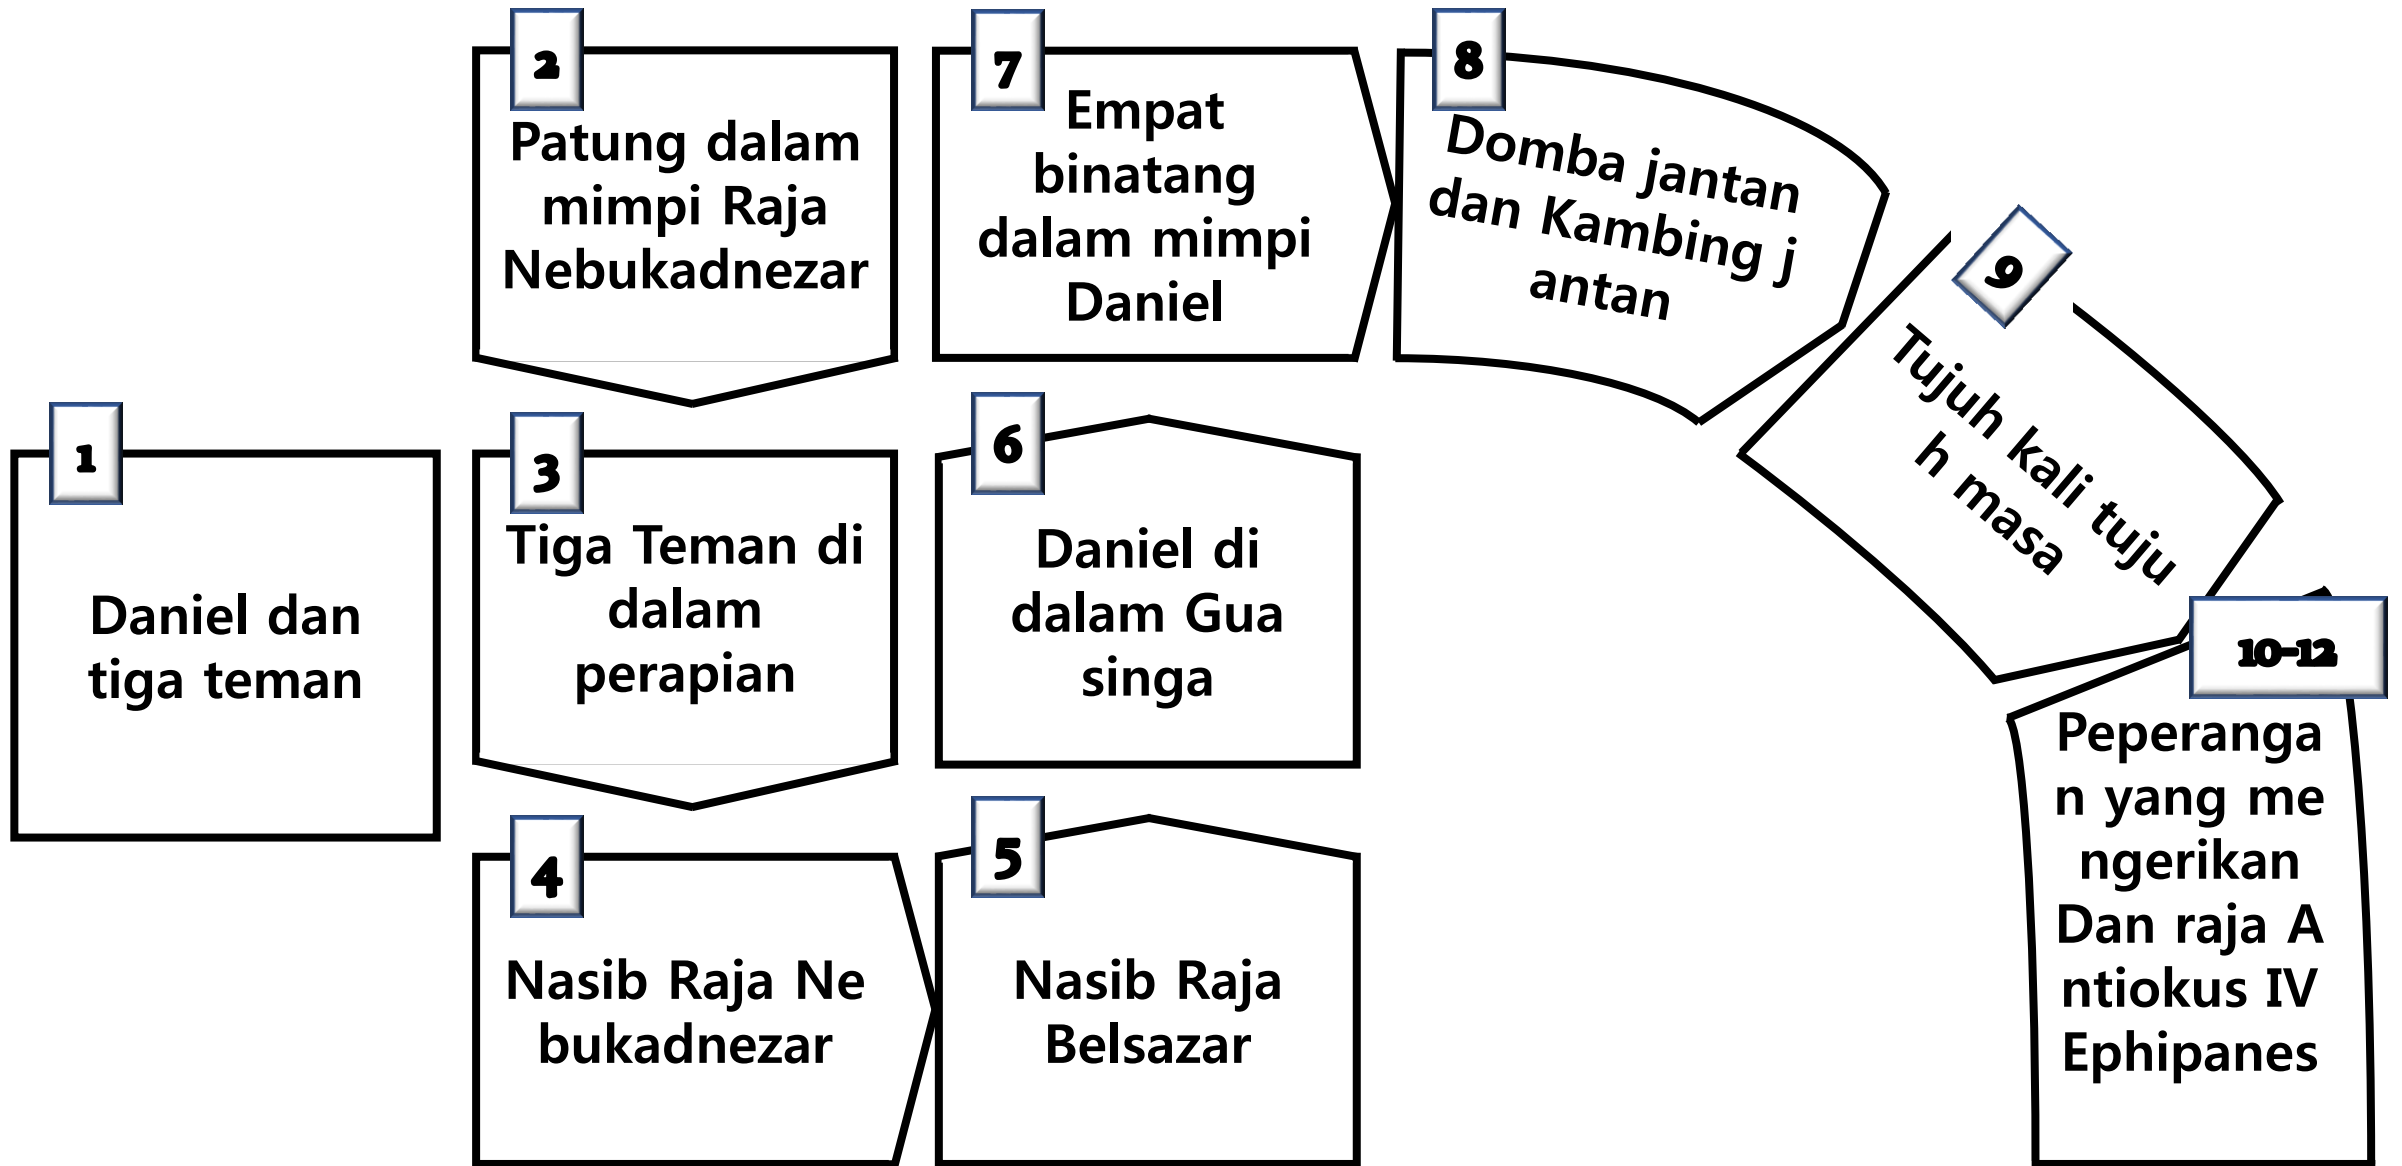 1
Daniel dan
tiga teman
2
Patung dalam
mimpi Raja
Nebukadnezar
3
Tiga Teman di
dalam
perapian
4
Nasib Raja Ne
bukadnezar
5
Nasib Raja
Belsazar
6
Daniel di
dalam Gua
singa
7
Empat
binatang
dalam mimpi
Daniel
8
Domba jantan
dan Kambing j
antan
9
Tujuh kali tuju
h masa
10-12
Peperanga
n yang me
ngerikan
Dan raja A
ntiokus IV
Ephipanes